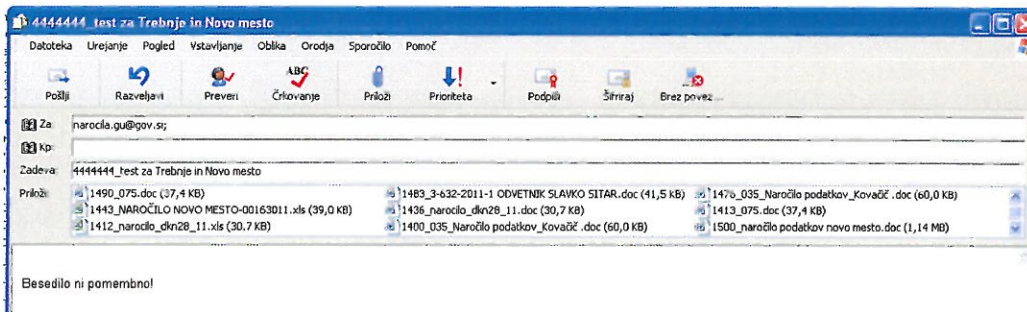 4444444_test za Trebnje in Novo mesto
Datoteka Urejanje Pogled Vstavljanje Oblika Orodja Sporočilo Pomoč
Pošlji Razveljavi Preveri Črkovanje Priloži Prioriteta Podpiši Šifriraj Brez povez...
Za: narocila.gu@gov.si;
Kp:
Zadeva: 4444444_test za Trebnje in Novo mesto
Priloži: 1490_075.doc (37,4 KB) 1483_3-632-2011-1 ODVETNIK SLAVKO SITAR.doc (41,5 KB) 1476_035_Naročilo podatkov_Kovačič .doc (60,0 KB)
1443_NAROČILO NOVO MESTO-00163011.xls (39,0 KB) 1436_narocilo_dkn28_11.doc (30,7 KB) 1413_075.doc (37,4 KB)
1412_narocilo_dkn28_11.xls (30,7 KB) 1400_035_Naročilo podatkov_Kovačič .doc (60,0 KB) 1500_naročilo podatkov novo mesto.doc (1,14 MB)
Besedilo ni pomembno!